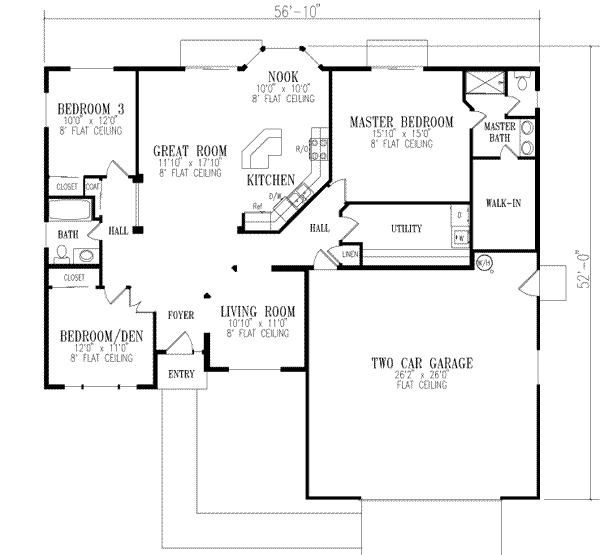 56'-10"
NOOK
10'0" x 10'0"
8' FLAT CEILING
BEDROOM 3
10'0" x 12'0"
8' FLAT CEILING
MASTER BEDROOM
15'10" x 15'0"
8' FLAT CEILING
MASTER
BATH
GREAT ROOM
11'10" x 17'10"
8' FLAT CEILING
R/O
KITCHEN
D/W
Ref
CLOSET
COAT
WALK-IN
BATH
HALL
HALL
UTILITY
D
W
LINEN
W/H
52'-0"
CLOSET
FOYER
LIVING ROOM
10'10" x 11'0"
8' FLAT CEILING
BEDROOM/DEN
12'0" x 11'0"
8' FLAT CEILING
ENTRY
TWO CAR GARAGE
26'2" x 26'0"
FLAT CEILING